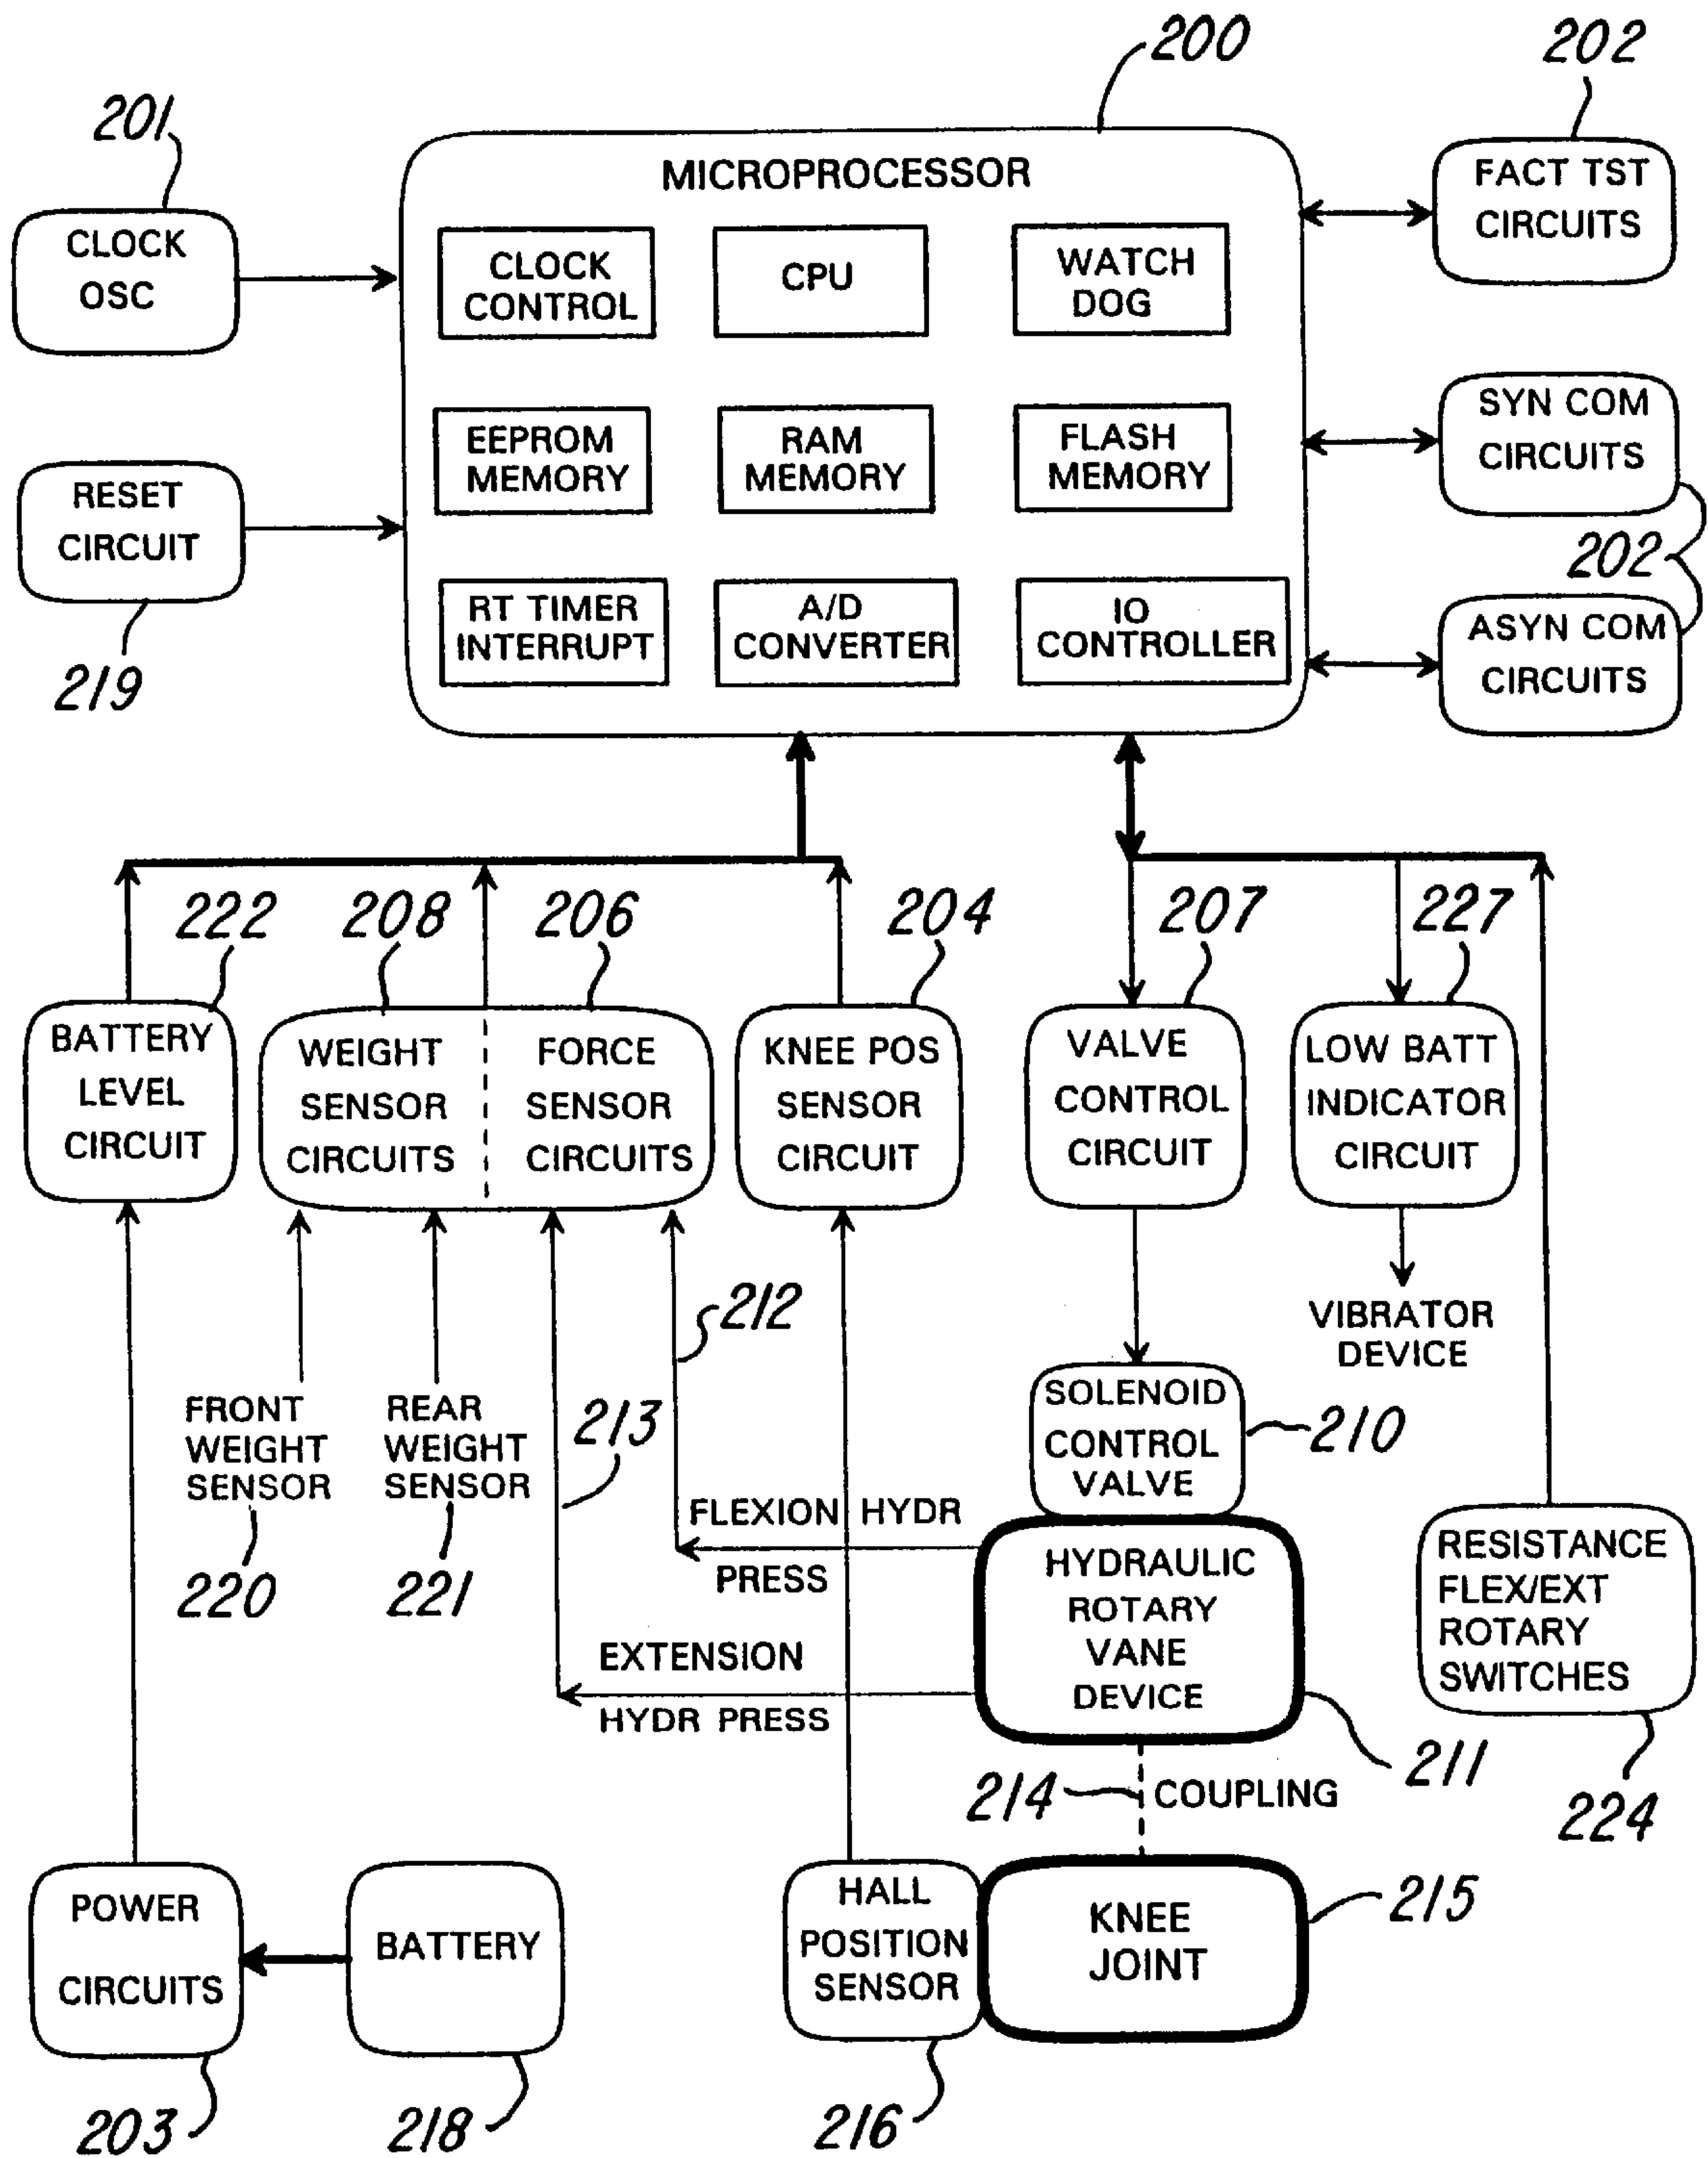 200
202
201
MICROPROCESSOR
FACT TST
CIRCUITS
CLOCK
OSC
CLOCK
CONTROL
CPU
WATCH
DOG
EEPROM
MEMORY
RAM
MEMORY
FLASH
MEMORY
SYN COM
CIRCUITS
RESET
CIRCUIT
202
RT TIMER
INTERRUPT
A/D
CONVERTER
IO
CONTROLLER
ASYN COM
CIRCUITS
219
222
208
206
204
207
227
BATTERY
LEVEL
CIRCUIT
WEIGHT
SENSOR
CIRCUITS
FORCE
SENSOR
CIRCUITS
KNEE POS
SENSOR
CIRCUIT
VALVE
CONTROL
CIRCUIT
LOW BATT
INDICATOR
CIRCUIT
212
VIBRATOR
DEVICE
FRONT
WEIGHT
SENSOR
220
REAR
WEIGHT
SENSOR
221
213
SOLENOID
CONTROL
VALVE
210
FLEXION HYDR
PRESS
HYDRAULIC
ROTARY
VANE
DEVICE
RESISTANCE
FLEX/EXT
ROTARY
SWITCHES
EXTENSION
HYDR PRESS
211
214
COUPLING
224
POWER
CIRCUITS
BATTERY
HALL
POSITION
SENSOR
KNEE
JOINT
215
203
218
216